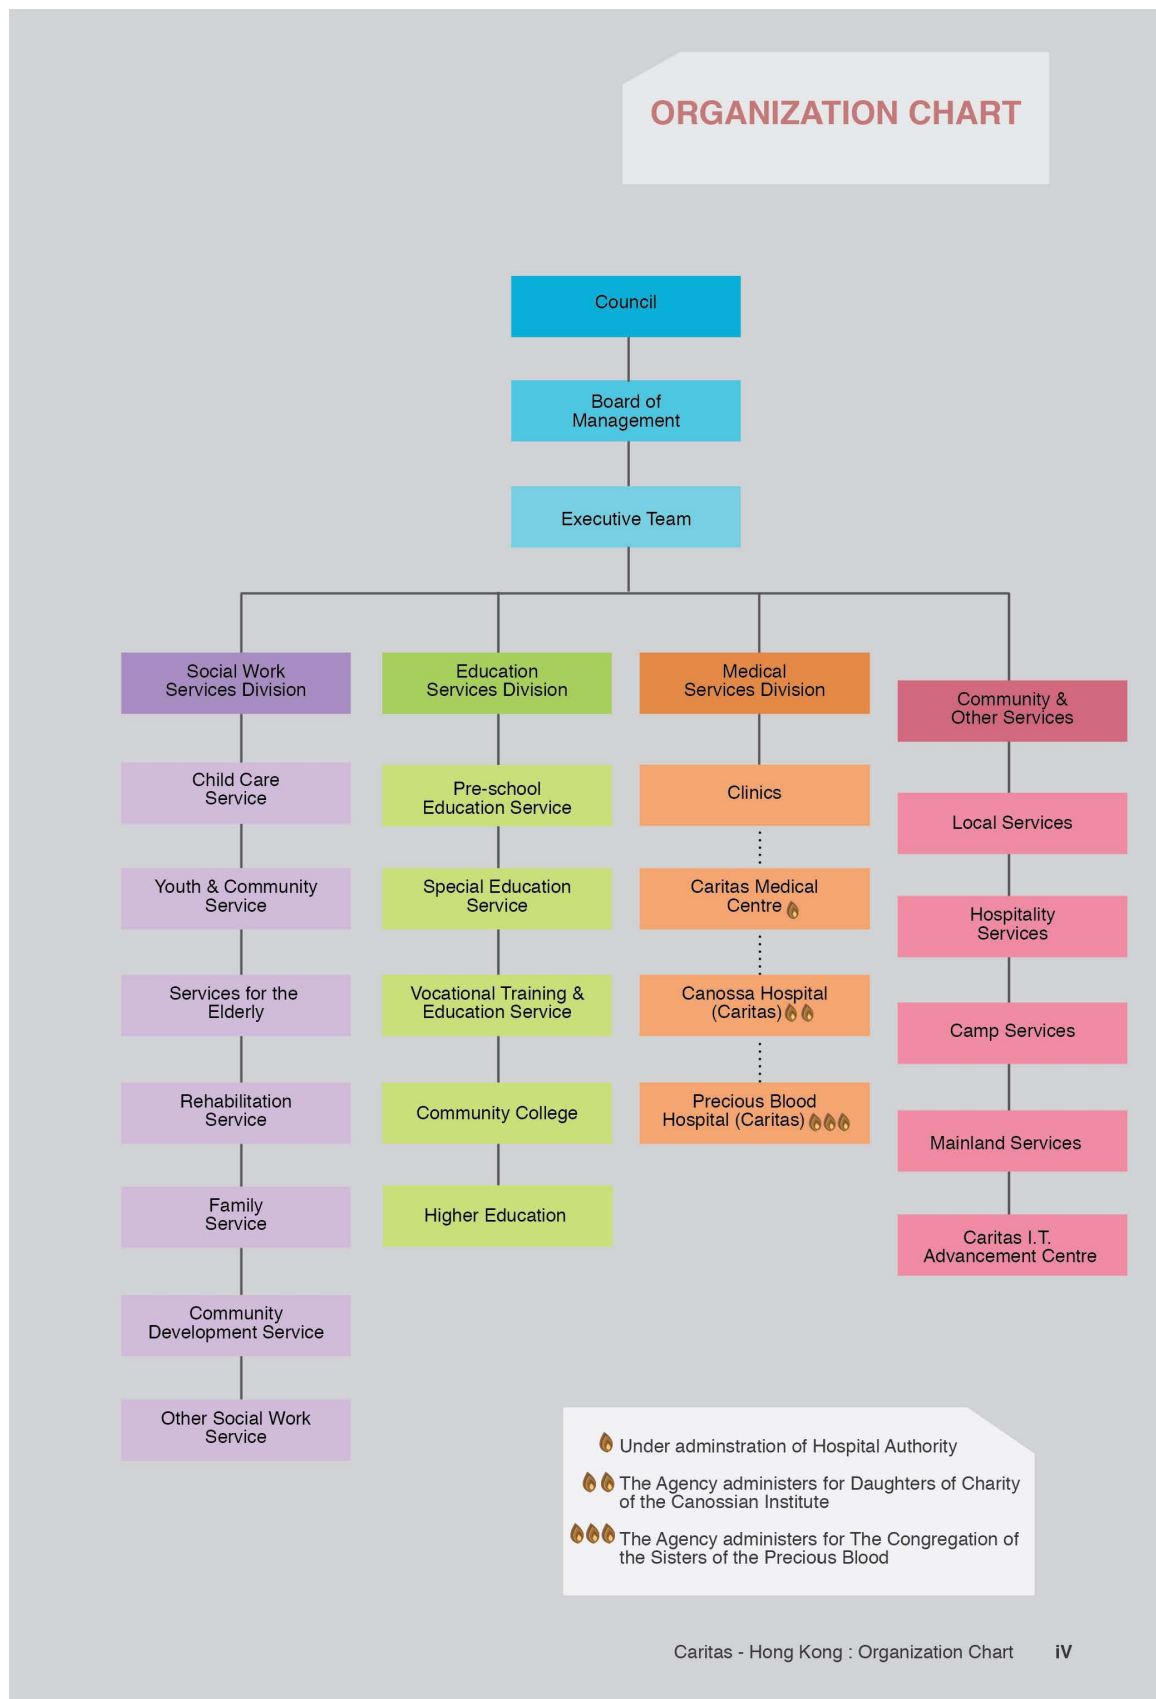 ORGANIZATION CHART
Council
Board of
Management
Executive Team
Social Work
Services Division
Child Care
Service
Youth & Community
Service
Services for the
Elderly
Rehabilitation
Service
Family
Service
Community
Development Service
Other Social Work
Service
Education
Services Division
Pre-school
Education Service
Special Education
Service
Vocational Training &
Education Service
Community College
Higher Education
Medical
Services Division
Clinics
Caritas Medical
Centre
Canossa Hospital
(Caritas)
Precious Blood
Hospital (Caritas)
Community &
Other Services
Local Services
Hospitality
Services
Camp Services
Mainland Services
Caritas I.T.
Advancement Centre
Under adminstration of Hospital Authority
The Agency administers for Daughters of Charity
of the Canossian Institute
The Agency administers for The Congregation of
the Sisters of the Precious Blood
Caritas - Hong Kong : Organization Chart iV